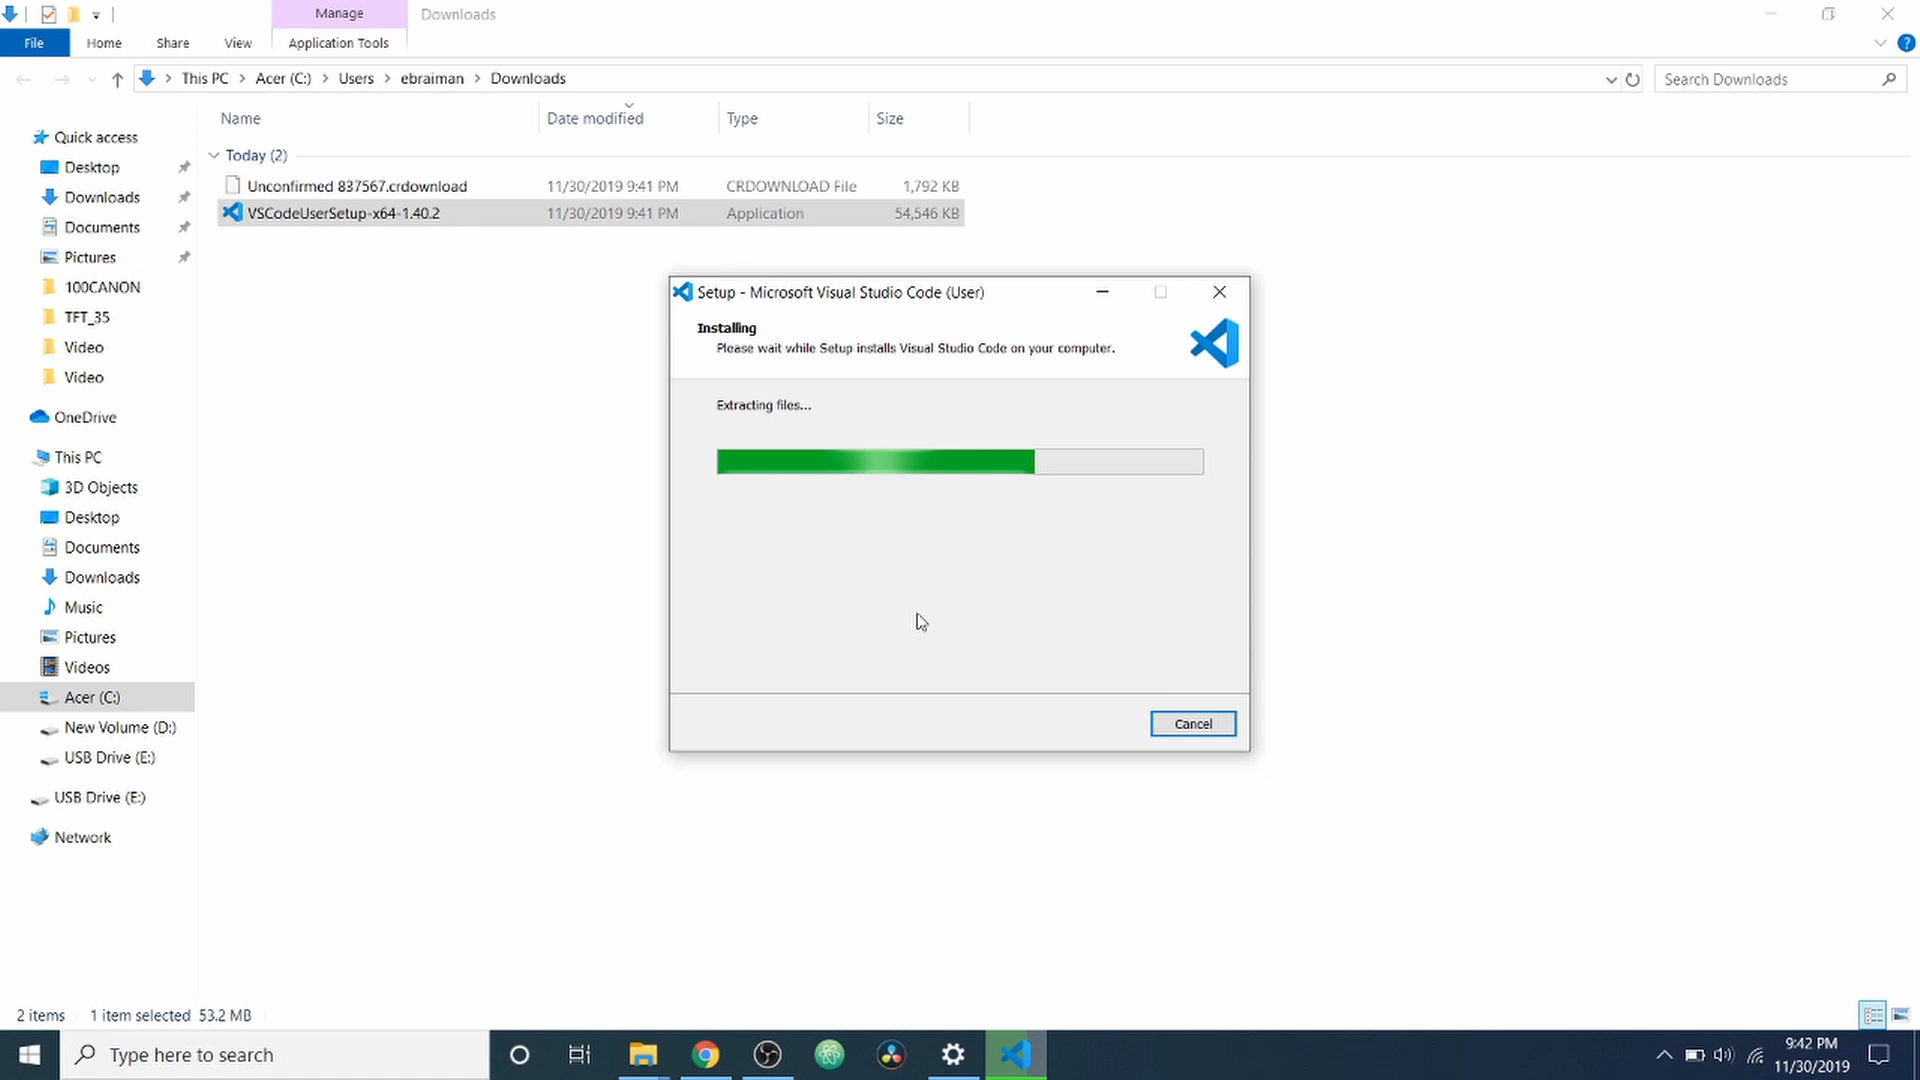 Manage
Downloads
File
Home
Share
View
Application Tools
This PC
Acer (C:)
Users
ebraiman
Downloads
Search Downloads
Name
Date modified
Type
Size
Today (2)
Unconfirmed 837567.crdownload
11/30/2019 9:41 PM
CRDOWNLOAD File
1,792 KB
VSCodeUserSetup-x64-1.40.2
11/30/2019 9:41 PM
Application
54,546 KB
Quick access
Desktop
Downloads
Documents
Pictures
100CANON
TFT_35
Video
Video
OneDrive
This PC
3D Objects
Desktop
Documents
Downloads
Music
Pictures
Videos
Acer (C:)
New Volume (D:)
USB Drive (E:)
USB Drive (E:)
Network
Setup - Microsoft Visual Studio Code (User)
Installing
Please wait while Setup installs Visual Studio Code on your computer.
Extracting files...
Cancel
2 items
1 item selected 53.2 MB
Type here to search
9:42 PM
11/30/2019